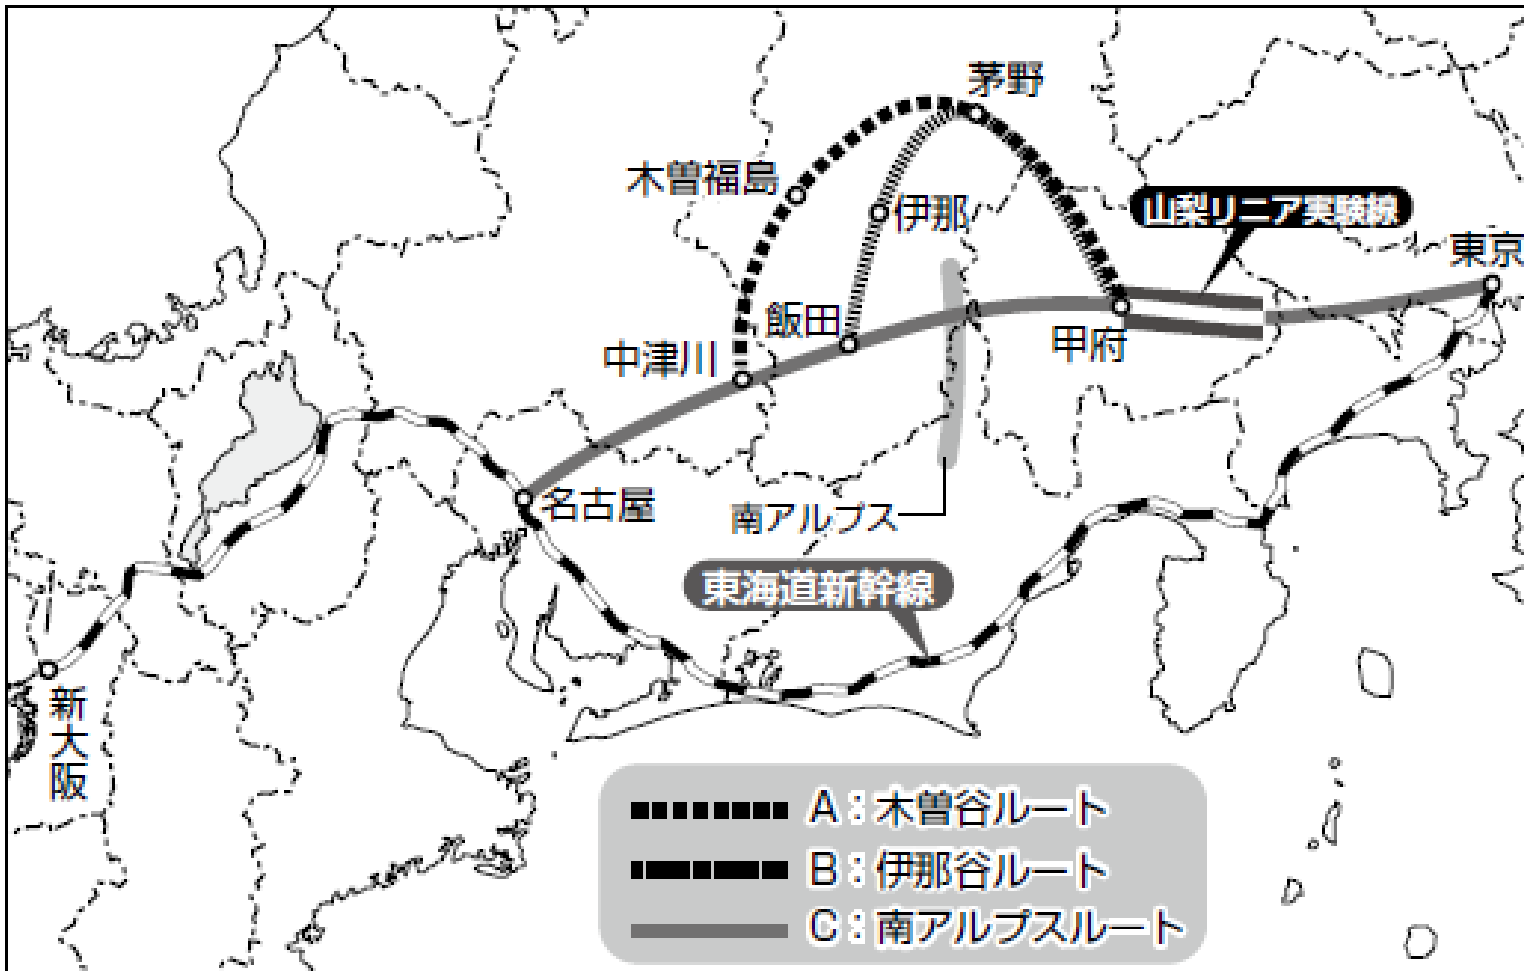 茅野
木曽福島
伊那
山梨リニア実験線
東京
飯田
中津川
甲府
名古屋
南アルプス
東海道新幹線
新大阪
A：木曽谷ルート
B：伊那谷ルート
C：南アルプスルート